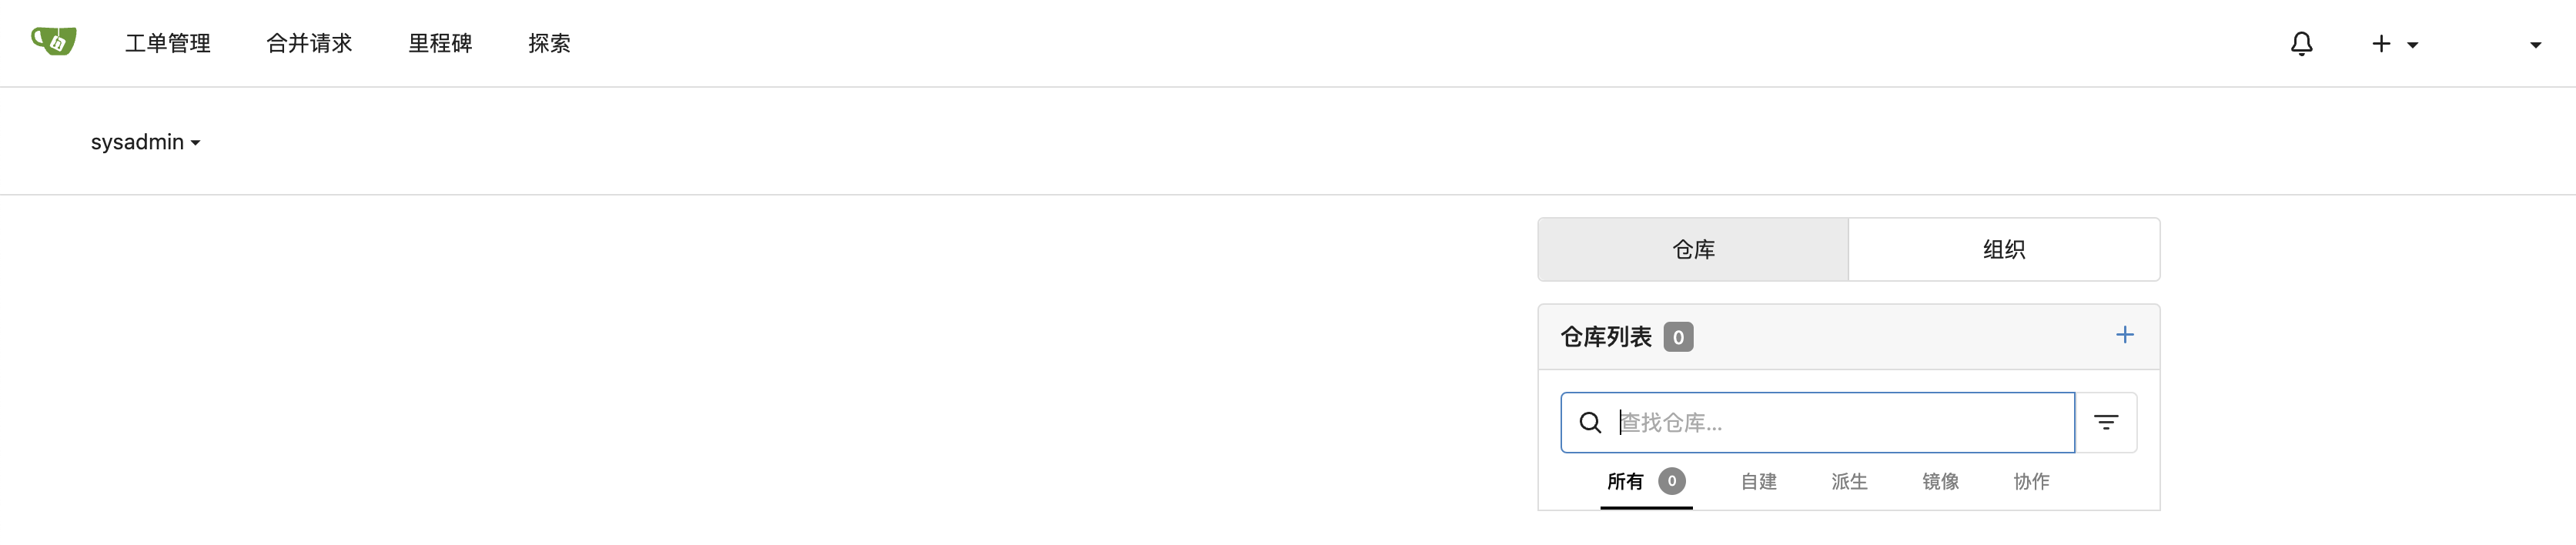 工单管理 合并请求 里程碑 探索
sysadmin
仓库 组织
仓库列表 0
查找仓库...
所有 0 自建 派生 镜像 协作